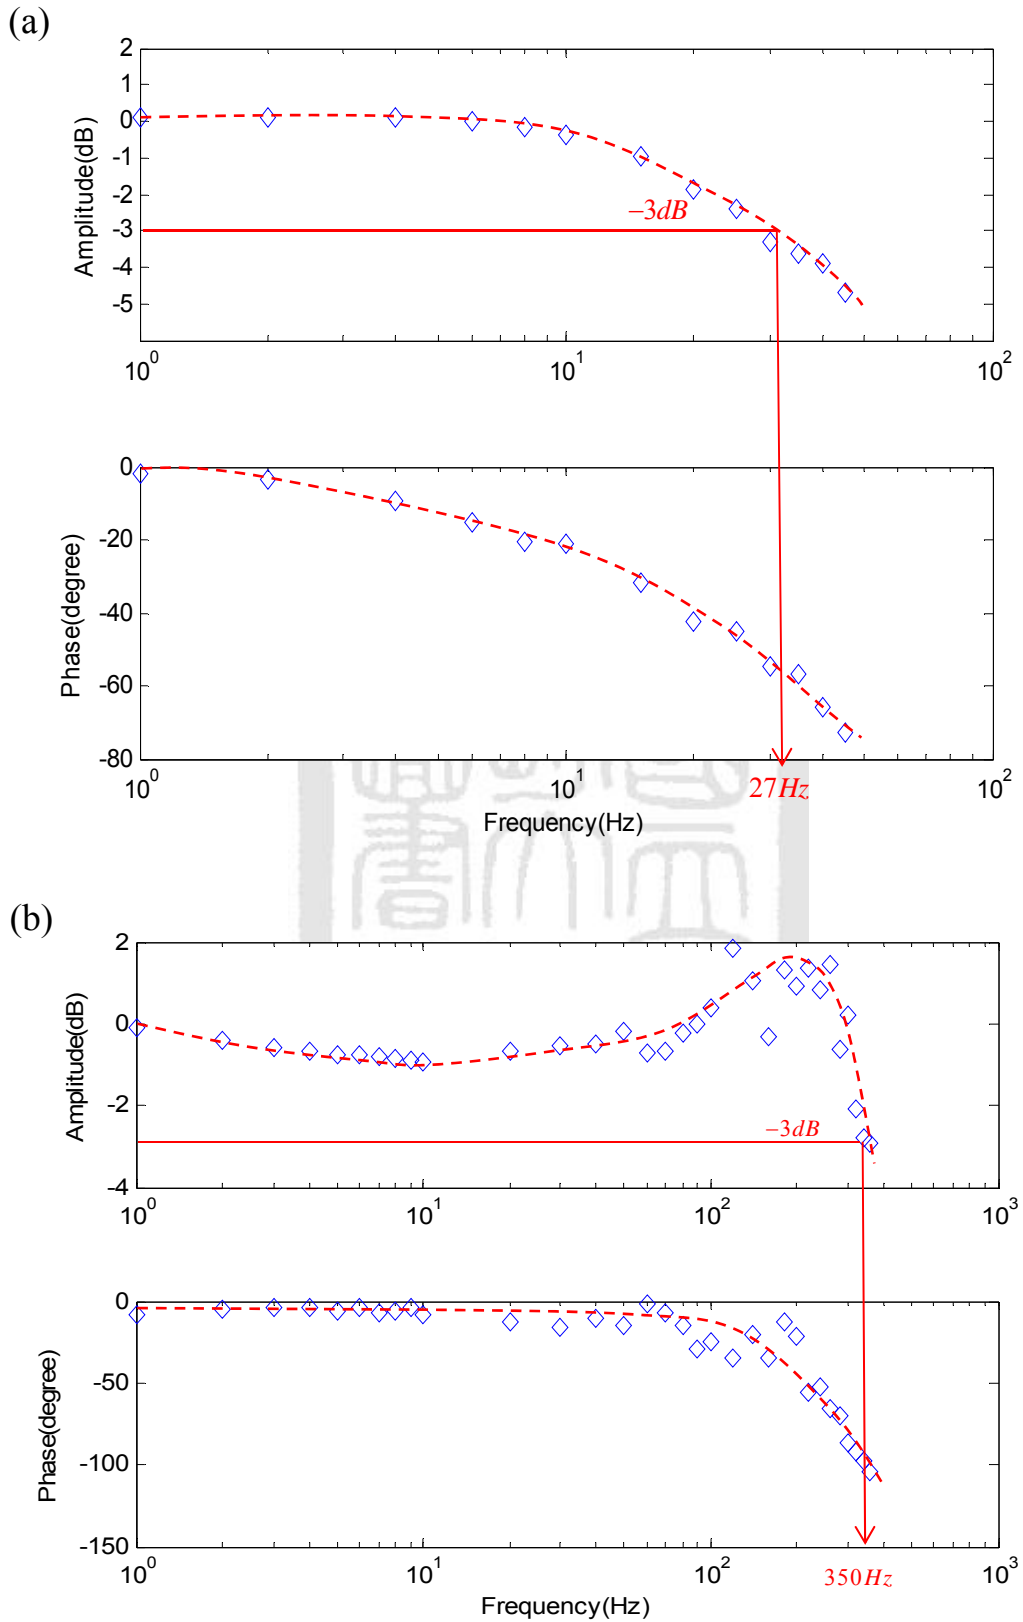 (a)
2
1
0
-1
-2
-3
-4
-5
Amplitude(dB)
−3dB
10^0
10^1
10^2
0
-20
-40
-60
-80
Phase(degree)
10^0
10^1
10^2
27Hz
Frequency(Hz)
(b)
2
0
-2
-4
Amplitude(dB)
−3dB
10^0
10^1
10^2
10^3
0
-50
-100
-150
Phase(degree)
10^0
10^1
10^2
10^3
350Hz
Frequency(Hz)